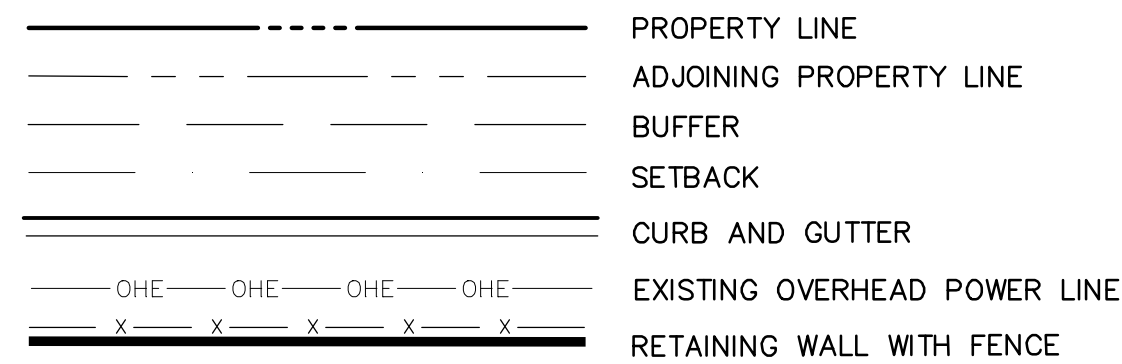 PROPERTY LINE
ADJOINING PROPERTY LINE
BUFFER
SETBACK
CURB AND GUTTER
OHE OHE OHE OHE EXISTING OVERHEAD POWER LINE
X X X X X RETAINING WALL WITH FENCE